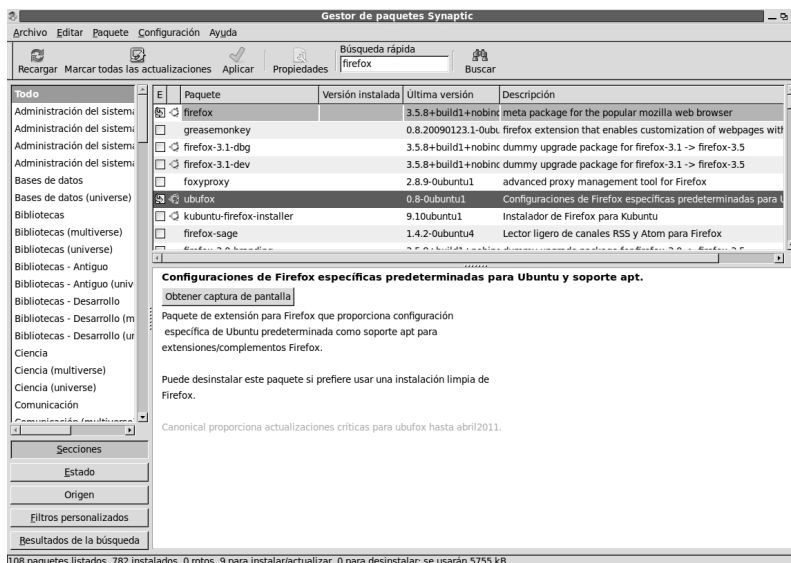 Gestor de paquetes Synaptic
Archivo Editar Paquete Configuración Ayuda
Recargar Marcar todas las actualizaciones Aplicar Propiedades Búsqueda rápida Buscar
firefox
E Paquete Versión instalada Última versión Descripción
firefox 3.5.8+build1+nobinc meta package for the popular mozilla web browser
greasemonkey 0.8.20090123.1-0ubu firefox extension that enables customization of webpages with
firefox-3.1-dbg 3.5.8+build1+nobinc dummy upgrade package for firefox-3.1 -> firefox-3.5
firefox-3.1-dev 3.5.8+build1+nobinc dummy upgrade package for firefox-3.1 -> firefox-3.5
foxyproxy 2.8.9-0ubuntu1 advanced proxy management tool for Firefox
ubufox 0.8-0ubuntu1 Configuraciones de Firefox específicas predeterminadas para U
kubuntu-firefox-installer 9.10ubuntu1 Instalador de Firefox para Kubuntu
firefox-sage 1.4.2-0ubuntu4 Lector ligero de canales RSS y Atom para Firefox
Todo
Administración del sistema
Administración del sistema
Administración del sistema
Administración del sistema
Bases de datos
Bases de datos (universe)
Bibliotecas
Bibliotecas (multiverse)
Bibliotecas (universe)
Bibliotecas - Antiguo
Bibliotecas - Antiguo (univ
Bibliotecas - Desarrollo
Bibliotecas - Desarrollo (m
Bibliotecas - Desarrollo (ur
Ciencia
Ciencia (multiverse)
Ciencia (universe)
Comunicación
Secciones
Estado
Origen
Filtros personalizados
Resultados de la búsqueda
Configuraciones de Firefox específicas predeterminadas para Ubuntu y soporte apt.
Obtener captura de pantalla
Paquete de extensión para Firefox que proporciona configuración
específica de Ubuntu predeterminada como soporte apt para
extensiones/complementos Firefox.
Puede desinstalar este paquete si prefiere usar una instalación limpia de
Firefox.
Canonical proporciona actualizaciones críticas para ubufox hasta abril2011.
108 paquetes listados, 782 instalados, 0 rotos. 9 para instalar/actualizar, 0 para desinstalar; se usarán 5755 kB